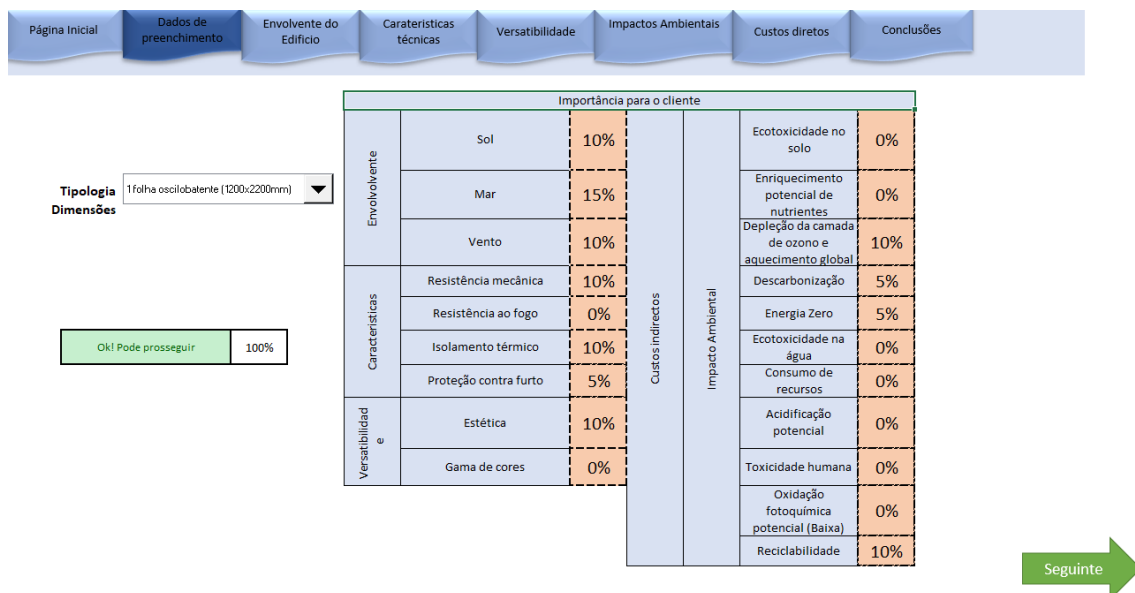 Página Inicial
Dados de
preenchimento
Envolvente do
Edificio
Carateristicas
técnicas
Versatibilidade
Impactos Ambientais
Custos diretos
Conclusões
Importância para o cliente
Tipologia
Dimensões
1 folha oscilobatente (1200x2200mm)
Ok! Pode prosseguir
100%
Envolvolvente
Sol
10%
Mar
15%
Vento
10%
Caracteristicas
Resistência mecânica
10%
Resistência ao fogo
0%
Isolamento térmico
10%
Proteção contra furto
5%
Versatibilidad
e
Estética
10%
Gama de cores
0%
Custos indirectos
Impacto Ambiental
Ecotoxicidade no
solo
0%
Enriquecimento
potencial de
nutrientes
0%
Depleção da camada
de ozono e
aquecimento global
10%
Descarbonização
5%
Energia Zero
5%
Ecotoxicidade na
água
0%
Consumo de
recursos
0%
Acidificação
potencial
0%
Toxicidade humana
0%
Oxidação
fotoquímica
potencial (Baixa)
0%
Reciclabilidade
10%
Seguinte